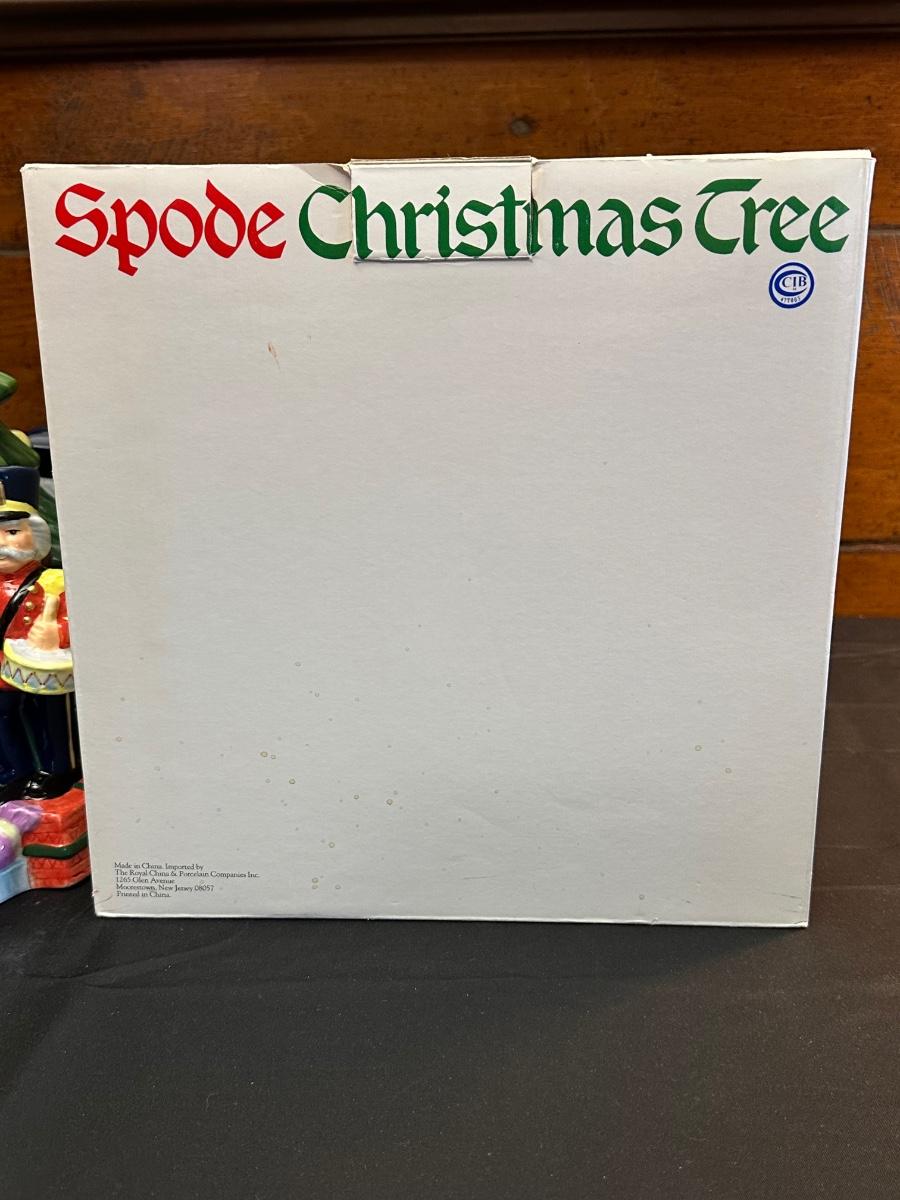 Spode Christmas Tree
CIB
Made in China. Imported by
The Royal China & Porcelain Companies Inc.
1265 Glen Avenue
Moorestown, New Jersey 08057
Printed in China.